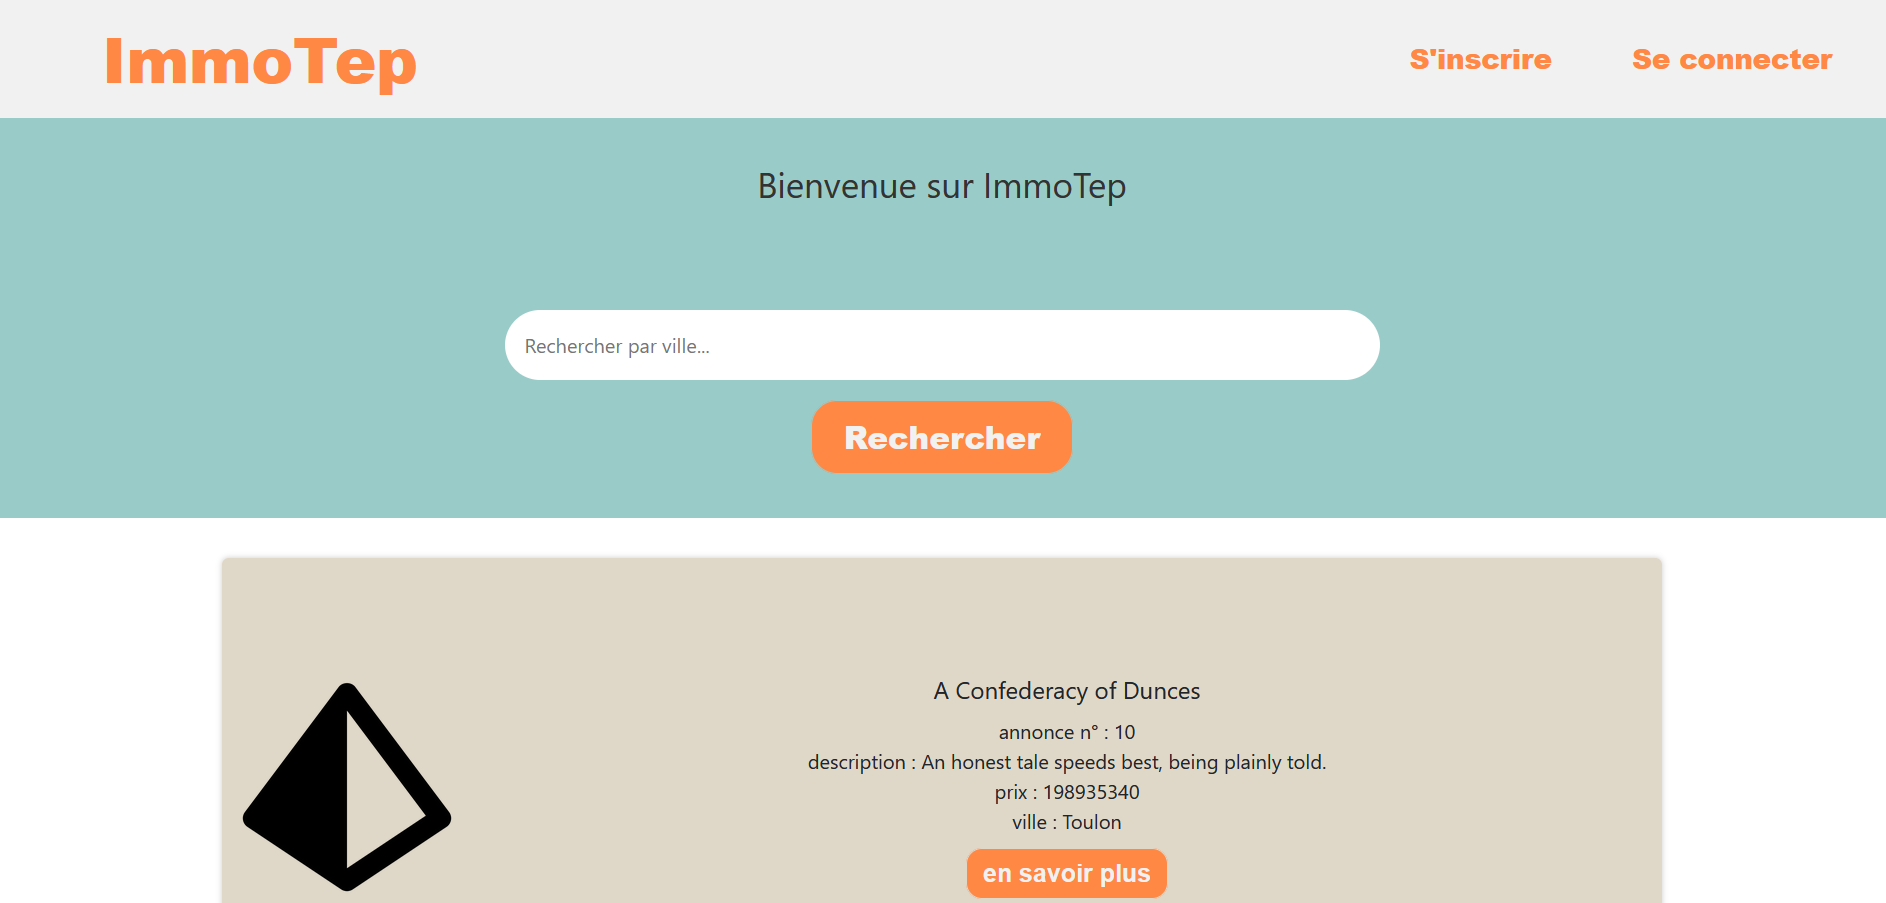 ImmoTep
S'inscrire
Se connecter
Bienvenue sur ImmoTep
Rechercher par ville...
Rechercher
A Confederacy of Dunces
annonce n° : 10
description : An honest tale speeds best, being plainly told.
prix : 198935340
ville : Toulon
en savoir plus